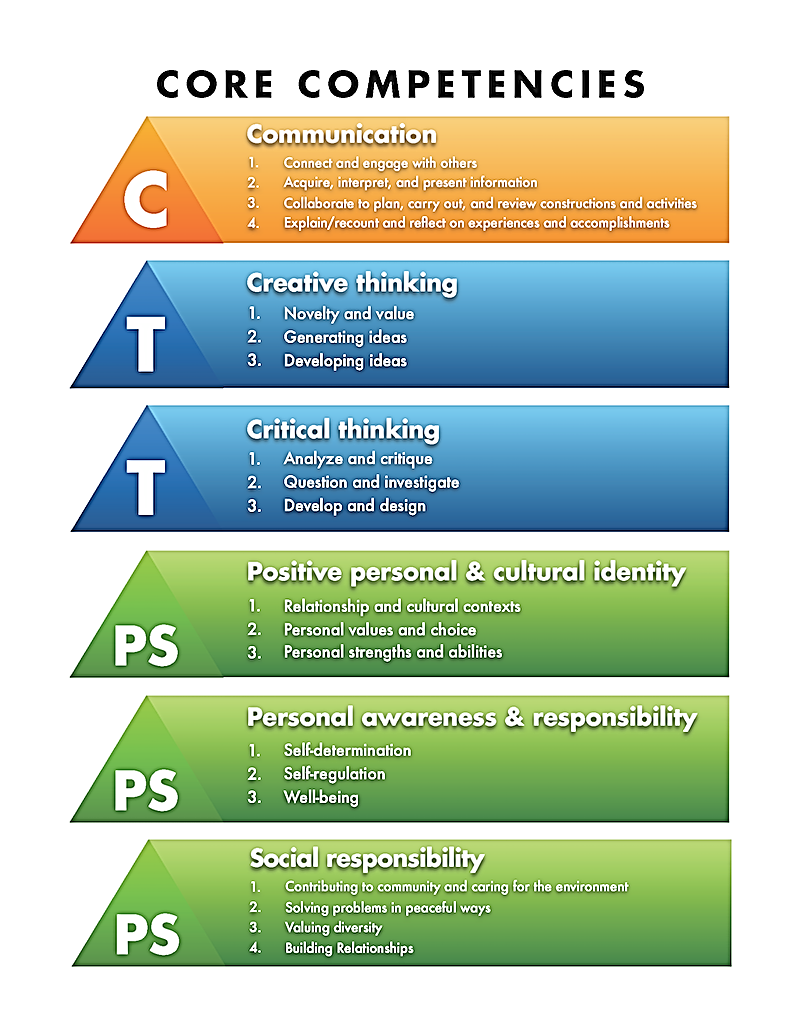 CORE COMPETENCIES
C
Communication
1. Connect and engage with others
2. Acquire, interpret, and present information
3. Collaborate to plan, carry out, and review constructions and activities
4. Explain/recount and reflect on experiences and accomplishments
T
Creative thinking
1. Novelty and value
2. Generating ideas
3. Developing ideas
T
Critical thinking
1. Analyze and critique
2. Question and investigate
3. Develop and design
PS
Positive personal & cultural identity
1. Relationship and cultural contexts
2. Personal values and choice
3. Personal strengths and abilities
PS
Personal awareness & responsibility
1. Self-determination
2. Self-regulation
3. Well-being
PS
Social responsibility
1. Contributing to community and caring for the environment
2. Solving problems in peaceful ways
3. Valuing diversity
4. Building Relationships